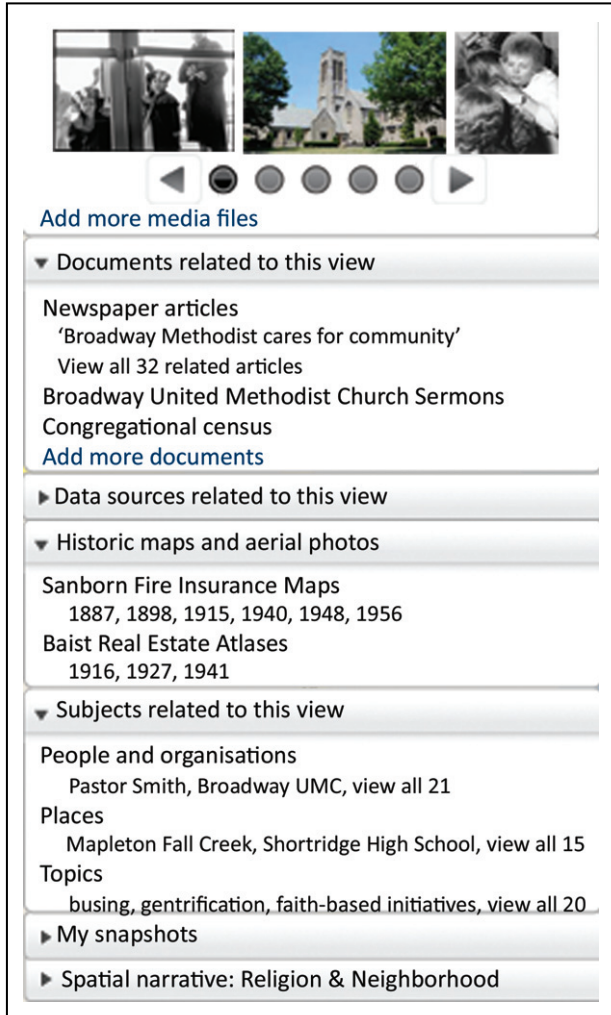 Add more media files
Documents related to this view
Newspaper articles
‘Broadway Methodist cares for community’
View all 32 related articles
Broadway United Methodist Church Sermons
Congregational census
Add more documents
Data sources related to this view
Historic maps and aerial photos
Sanborn Fire Insurance Maps
1887, 1898, 1915, 1940, 1948, 1956
Baist Real Estate Atlases
1916, 1927, 1941
Subjects related to this view
People and organisations
Pastor Smith, Broadway UMC, view all 21
Places
Mapleton Fall Creek, Shortridge High School, view all 15
Topics
busing, gentrification, faith-based initiatives, view all 20
My snapshots
Spatial narrative: Religion & Neighborhood